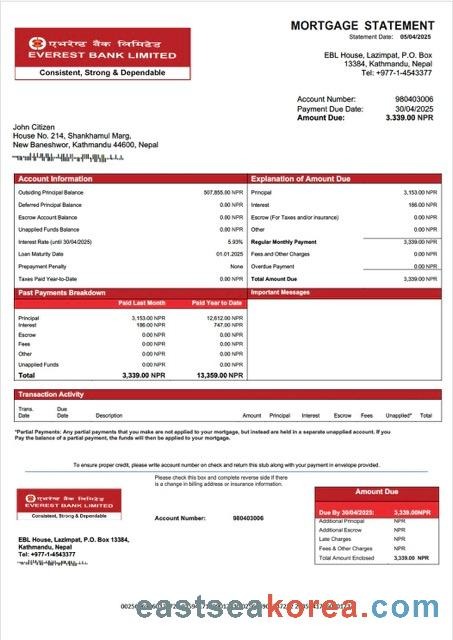 एभरेष्ट बैंक लिमिटेड
EVEREST BANK LIMITED
Consistent, Strong & Dependable
MORTGAGE STATEMENT
Statement Date: 05/04/2025
EBL House, Lazimpat, P.O. Box
13384, Kathmandu, Nepal
Tel: +977-1-4543377
Account Number: 980403006
Payment Due Date: 30/04/2025
Amount Due: 3.339.00 NPR
John Citizen
House No. 214, Shankhamul Marg,
New Baneshwor, Kathmandu 44600, Nepal
Account Information
Outsiding Principal Balance 507,855.00 NPR
Deferred Principal Balance 0.00 NPR
Escrow Account Balance 0.00 NPR
Unapplied Funds Balance 0.00 NPR
Interest Rate (until 30/04/2025) 5.93%
Loan Maturity Date 01.01.2025
Prepayment Penalty None
Taxes Paid Year-to-Date 0.00 NPR
Explanation of Amount Due
Principal 3,153.00 NPR
Interest 186.00 NPR
Escrow (For Taxes and/or insurance) 0.00 NPR
Other 0.00 NPR
Regular Monthly Payment 3,339.00 NPR
Fees and Other Charges 0.00 NPR
Overdue Payment 0.00 NPR
Total Amount Due 3,339.00 NPR
Past Payments Breakdown
Paid Last Month Paid Year to Date
Principal 3,153.00 NPR 12,612.00 NPR
Interest 186.00 NPR 747.00 NPR
Escrow 0.00 NPR 0.00 NPR
Fees 0.00 NPR 0.00 NPR
Other 0.00 NPR 0.00 NPR
Unapplied Funds 0.00 NPR 0.00 NPR
Total 3,339.00 NPR 13,359.00 NPR
Important Messages
Transaction Activity
Trans. Date Due Date Description Amount Principal Interest Escrow Fees Unapplied* Total
*Partial Payments: Any partial payments that you make are not applied to your mortgage, but instead are held in a separate unapplied account. If you
Pay the balance of a partial payment, the funds will then be applied to your mortgage.
To ensure proper credit, please write account number on check and return this stub along with your payment in envelope provided.
एभरेष्ट बैंक लिमिटेड
EVEREST BANK LIMITED
Consistent, Strong & Dependable
Please check this box and complete reverse side if there
is a change in billing address or insurance information.
Account Number: 980403006
EBL House, Lazimpat, P.O. Box 13384,
Kathmandu, Nepal
Tel: +977-1-4543377
Amount Due
Due By 30/04/2025: 3,339.00NPR
Additional Principal NPR
Additional Escrow NPR
Late Charges NPR
Fees & Other Charges NPR
Total Amount Enclosed 3,339.00 NPR
eastseakorea.com